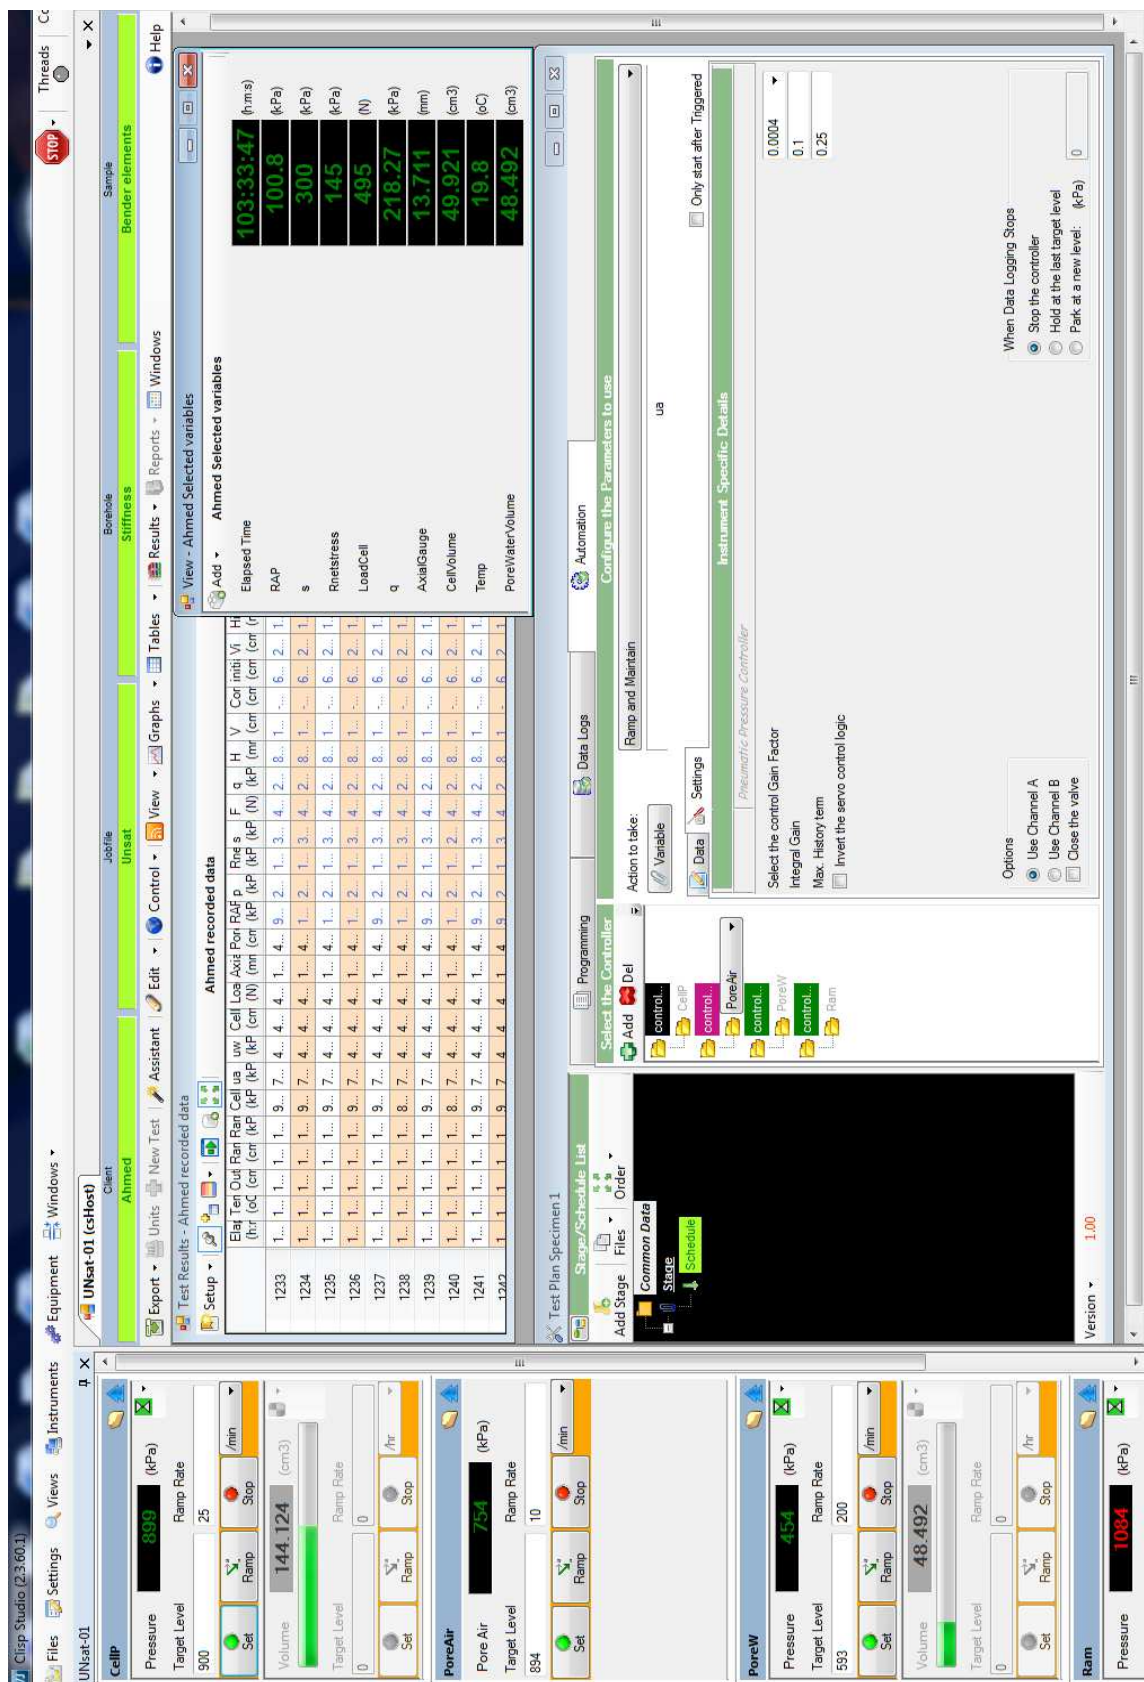 Clisp Studio (2.3.60.1)
Files Settings Views Instruments Equipment Windows
STOP Threads
UNsat-01
UNsat-01 (csHost)
Client Jobfile Borehole Sample
Ahmed Unsat Stiffness Bender elements
Export Units New Test Assistant Edit Control View Graphs Tables Results Reports Windows Help
CellP
Pressure 899 (kPa)
Target Level Ramp Rate
900 25
Set Ramp Stop /min
Volume 144.124 (cm3)
Target Level Ramp Rate
0 0
Set Ramp Stop /hr
PoreAir
Pore Air 754 (kPa)
Target Level Ramp Rate
894 10
Set Ramp Stop /min
PoreW
Pressure 454 (kPa)
Target Level Ramp Rate
593 200
Set Ramp Stop /min
Volume 48.492 (cm3)
Target Level Ramp Rate
0 0
Set Ramp Stop /hr
Ram
Pressure 1084 (kPa)
Test Results - Ahmed recorded data
Setup Ahmed recorded data
1233
1234
1235
1236
1237
1238
1239
1240
1241
1242
View - Ahmed Selected variables
Add Ahmed Selected variables
Elapsed Time 103:33:47 (h:m:s)
RAP 100.8 (kPa)
s 300 (kPa)
Rnetstress 145 (kPa)
LoadCell 495 (N)
q 218.27 (kPa)
AxialGauge 13.711 (mm)
CellVolume 49.921 (cm3)
Temp 19.8 (oC)
PoreWaterVolume 48.492 (cm3)
Test Plan Specimen 1
Stage/Schedule List
Add Stage Files Order
Common Data
Stage
Schedule
Version 1.00
Programming Data Logs Automation
Select the Controller
Add Del
control...
CellP
control...
PoreAir
control...
PoreW
control...
Ram
Configure the Parameters to use
Action to take: Ramp and Maintain
Variable ua
Data Settings Only start after Triggered
Instrument Specific Details
Pneumatic Pressure Controller
Select the control Gain Factor 0.0004
Integral Gain 0.1
Max. History term 0.25
Invert the servo control logic
Options
Use Channel A
Use Channel B
Close the valve
When Data Logging Stops
Stop the controller
Hold at the last target level
Park at a new level: (kPa) 0